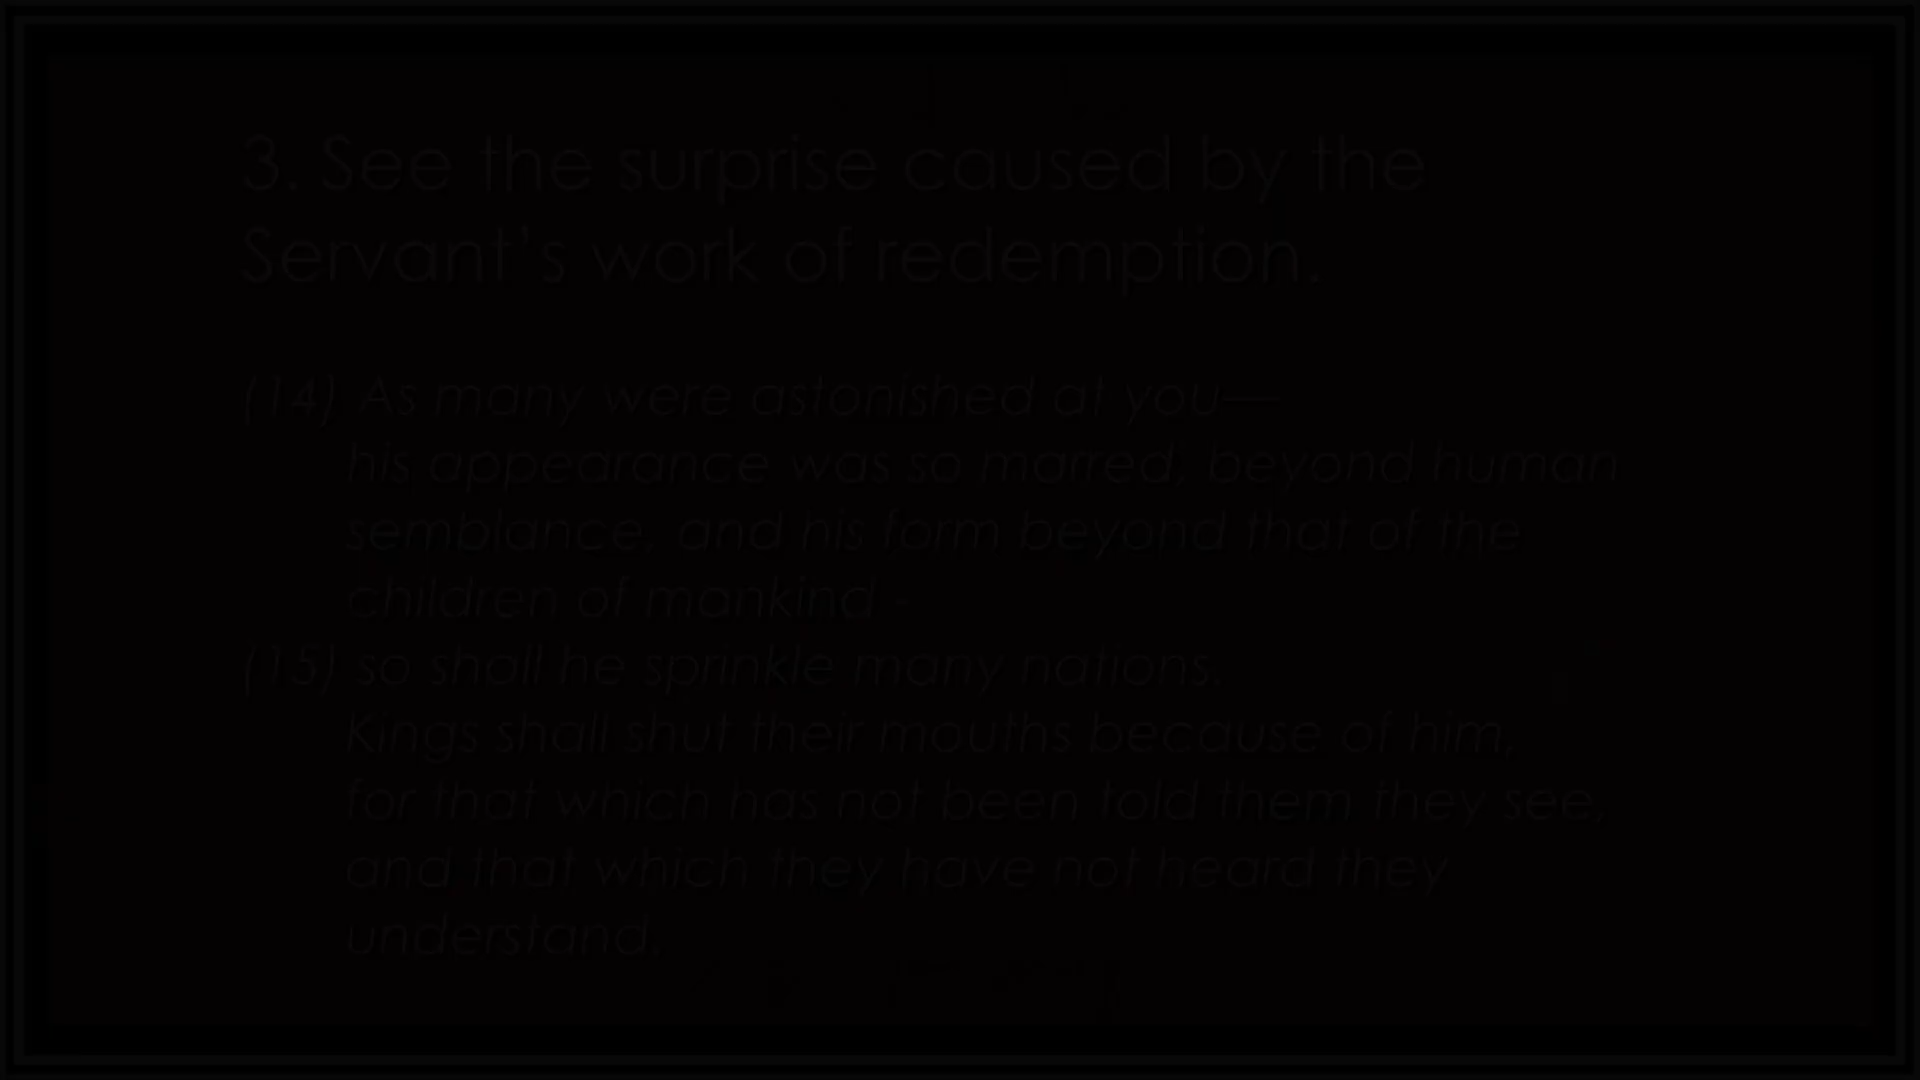 3. See the surprise caused by the
Servant's work of redemption.
(14) As many were astonished at you—
his appearance was so marred, beyond human
semblance, and his form beyond that of the
children of mankind -
(15) so shall he sprinkle many nations.
Kings shall shut their mouths because of him,
for that which has not been told them they see,
and that which they have not heard they
understand.